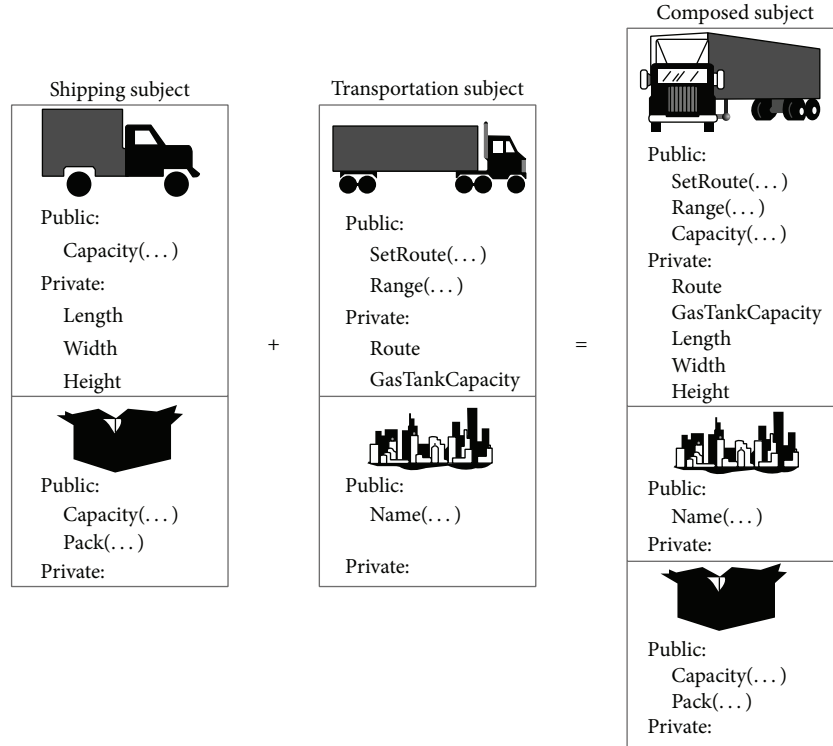 Shipping subject
Public:
Capacity(. . . )
Private:
Length
Width
Height
Public:
Capacity(. . . )
Pack(. . . )
Private:
+
Transportation subject
Public:
SetRoute(. . . )
Range(. . . )
Private:
Route
GasTankCapacity
Public:
Name(. . . )
Private:
=
Composed subject
Public:
SetRoute(. . . )
Range(. . . )
Capacity(. . . )
Private:
Route
GasTankCapacity
Length
Width
Height
Public:
Name(. . . )
Private:
Public:
Capacity(. . . )
Pack(. . . )
Private: